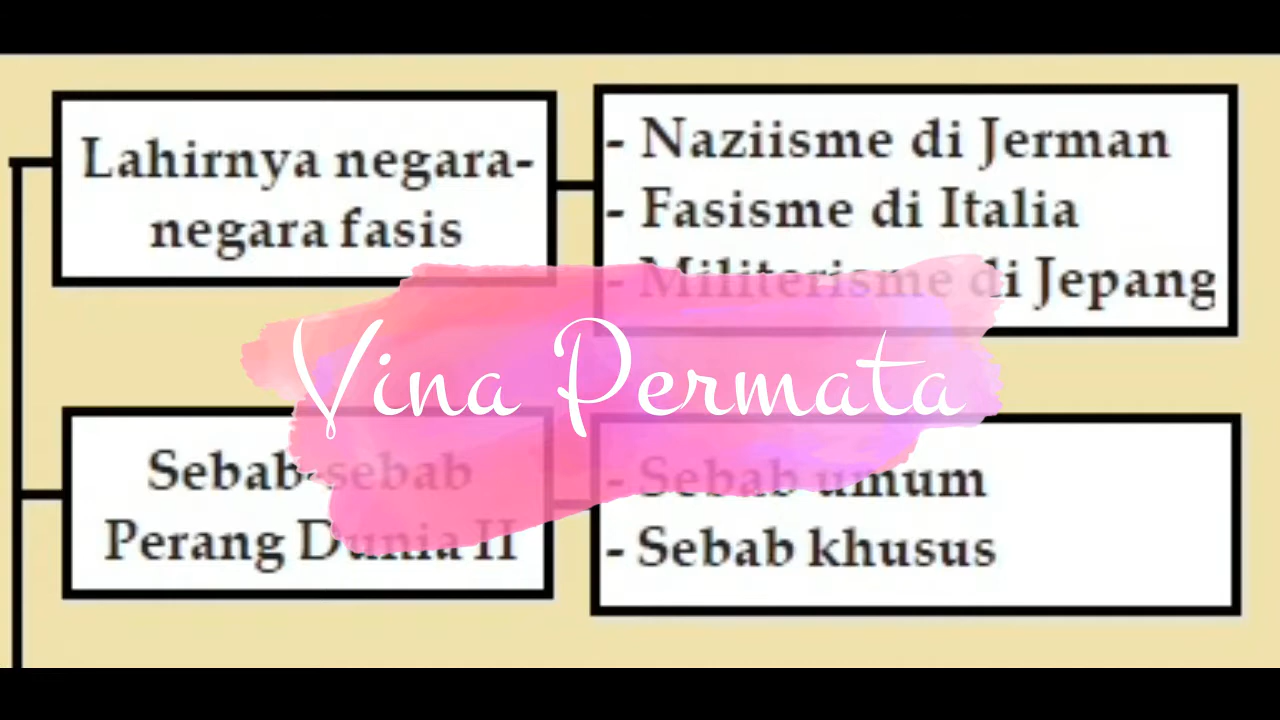 Lahirnya negara-
negara fasis
- Naziisme di Jerman
- Fasisme di Italia
- Militerisme di Jepang
Vina Permata
Sebab-sebab
Perang Dunia II
- Sebab umum
- Sebab khusus